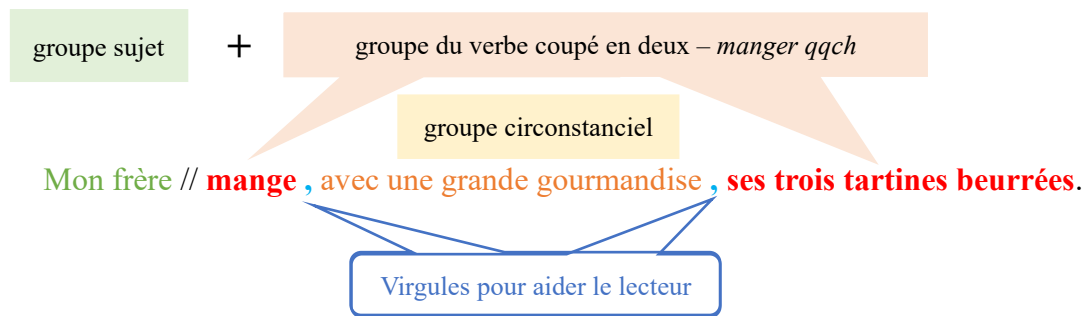 groupe sujet + groupe du verbe coupé en deux – manger qqch
groupe circonstanciel
Mon frère // mange , avec une grande gourmandise , ses trois tartines beurrées.
Virgules pour aider le lecteur